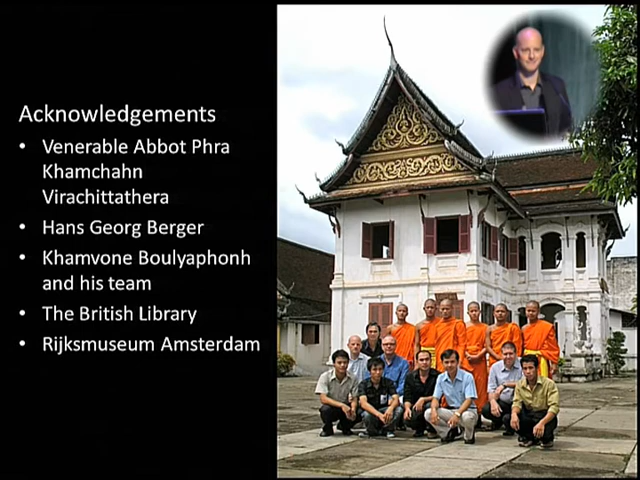 Acknowledgements
• Venerable Abbot Phra
Khamchahn
Virachittathera
• Hans Georg Berger
• Khamvone Boulyaphonh
and his team
• The British Library
• Rijksmuseum Amsterdam